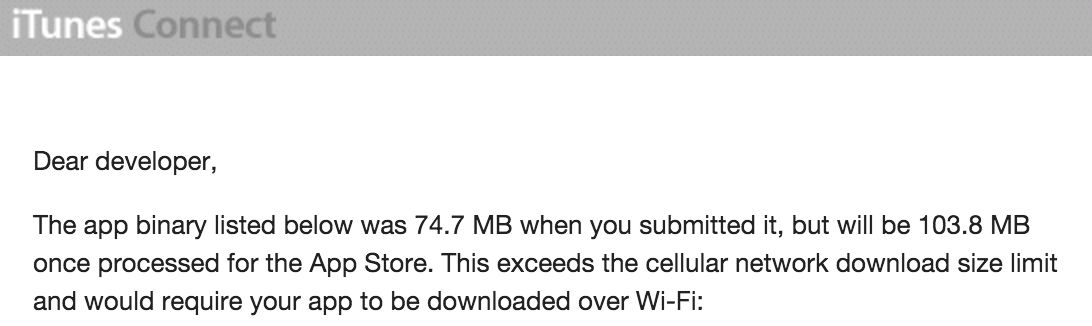 iTunes Connect
Dear developer,
The app binary listed below was 74.7 MB when you submitted it, but will be 103.8 MB
once processed for the App Store. This exceeds the cellular network download size limit
and would require your app to be downloaded over Wi-Fi: